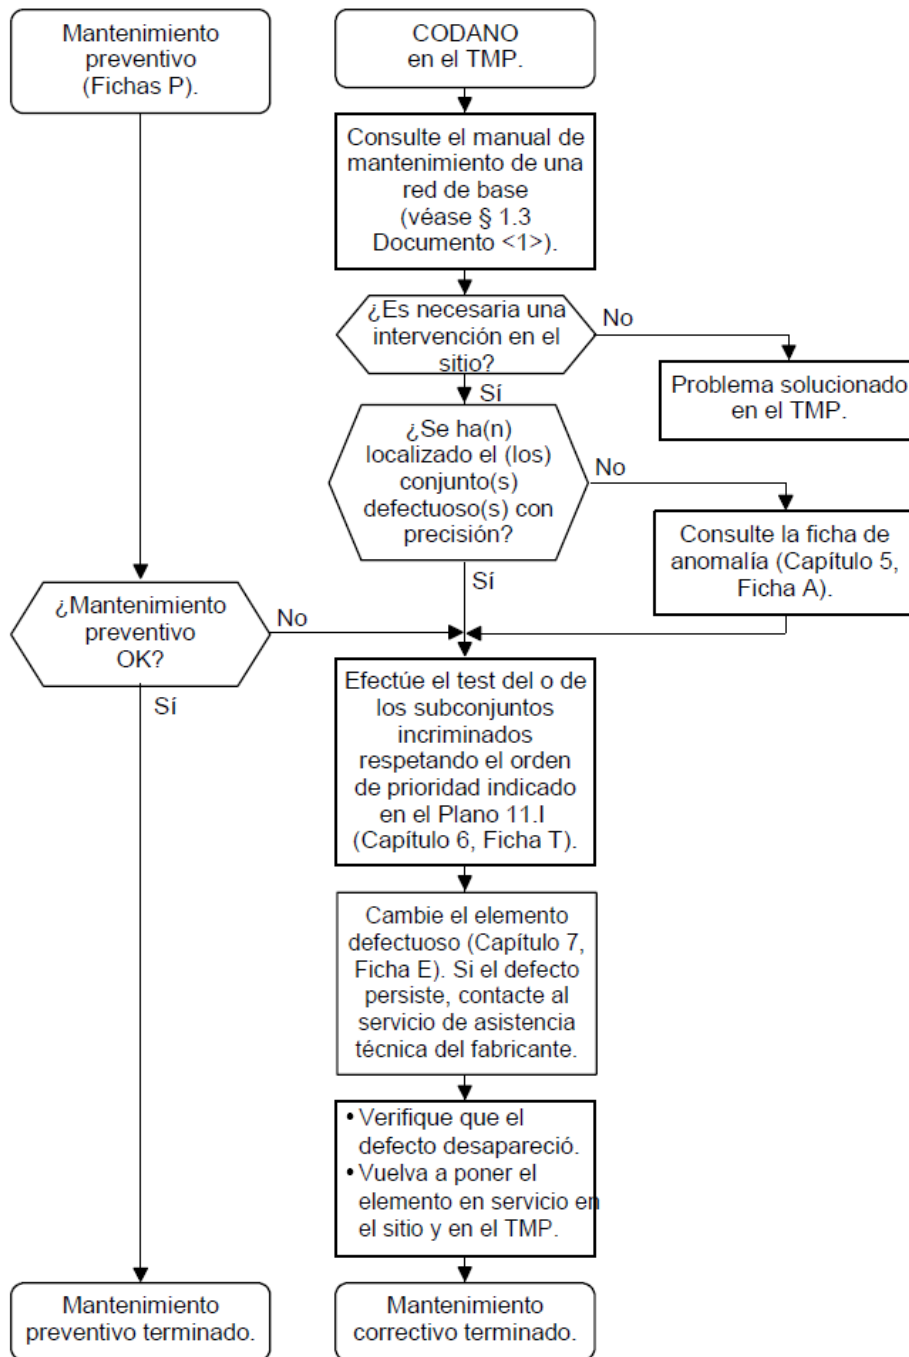 Mantenimiento
preventivo
(Fichas P).
CODANO
en el TMP.
Consulte el manual de
mantenimiento de una
red de base
(véase § 1.3
Documento <1>).
¿Es necesaria una
intervención en el
sitio?
No
Sí
Problema solucionado
en el TMP.
¿Se ha(n)
localizado el (los)
conjunto(s)
defectuoso(s) con
precisión?
No
Sí
Consulte la ficha de
anomalía (Capítulo 5,
Ficha A).
¿Mantenimiento
preventivo
OK?
No
Sí
Efectúe el test del o de
los subconjuntos
incriminados
respetando el orden
de prioridad indicado
en el Plano 11.I
(Capítulo 6, Ficha T).
Cambie el elemento
defectuoso (Capítulo 7,
Ficha E). Si el defecto
persiste, contacte al
servicio de asistencia
técnica del fabricante.
• Verifique que el
defecto desapareció.
• Vuelva a poner el
elemento en servicio en
el sitio y en el TMP.
Mantenimiento
preventivo terminado.
Mantenimiento
correctivo terminado.